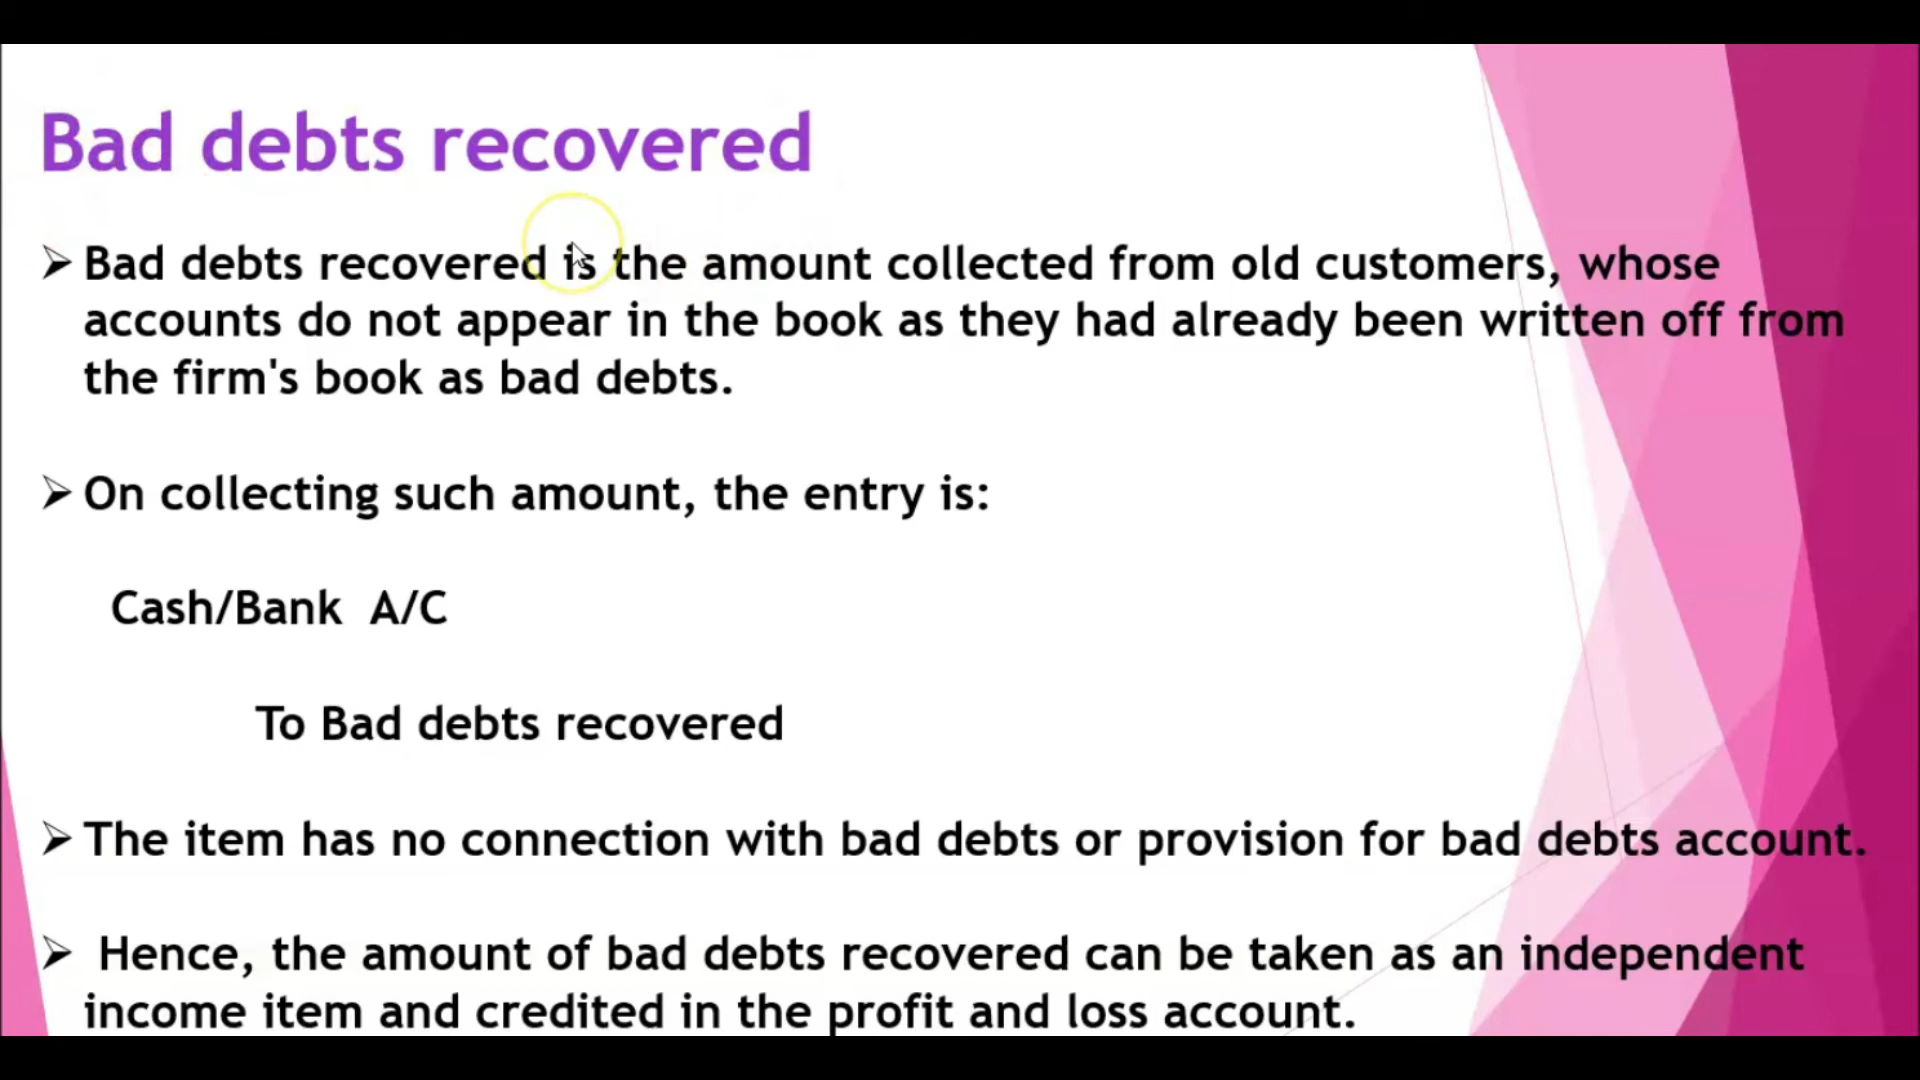 Bad debts recovered
➢ Bad debts recovered is the amount collected from old customers, whose
accounts do not appear in the book as they had already been written off from
the firm's book as bad debts.
➢ On collecting such amount, the entry is:
Cash/Bank A/C
To Bad debts recovered
➢ The item has no connection with bad debts or provision for bad debts account.
➢ Hence, the amount of bad debts recovered can be taken as an independent
income item and credited in the profit and loss account.